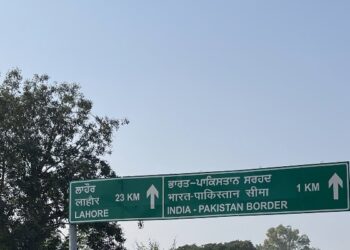 ਲਾਹੌਰ
लाहौर
LAHORE
23 KM
ਭਾਰਤ-ਪਾਕਿਸਤਾਨ ਸਰਹਦ
भारत-पाकिस्तान सीमा
INDIA - PAKISTAN BORDER
1 KM